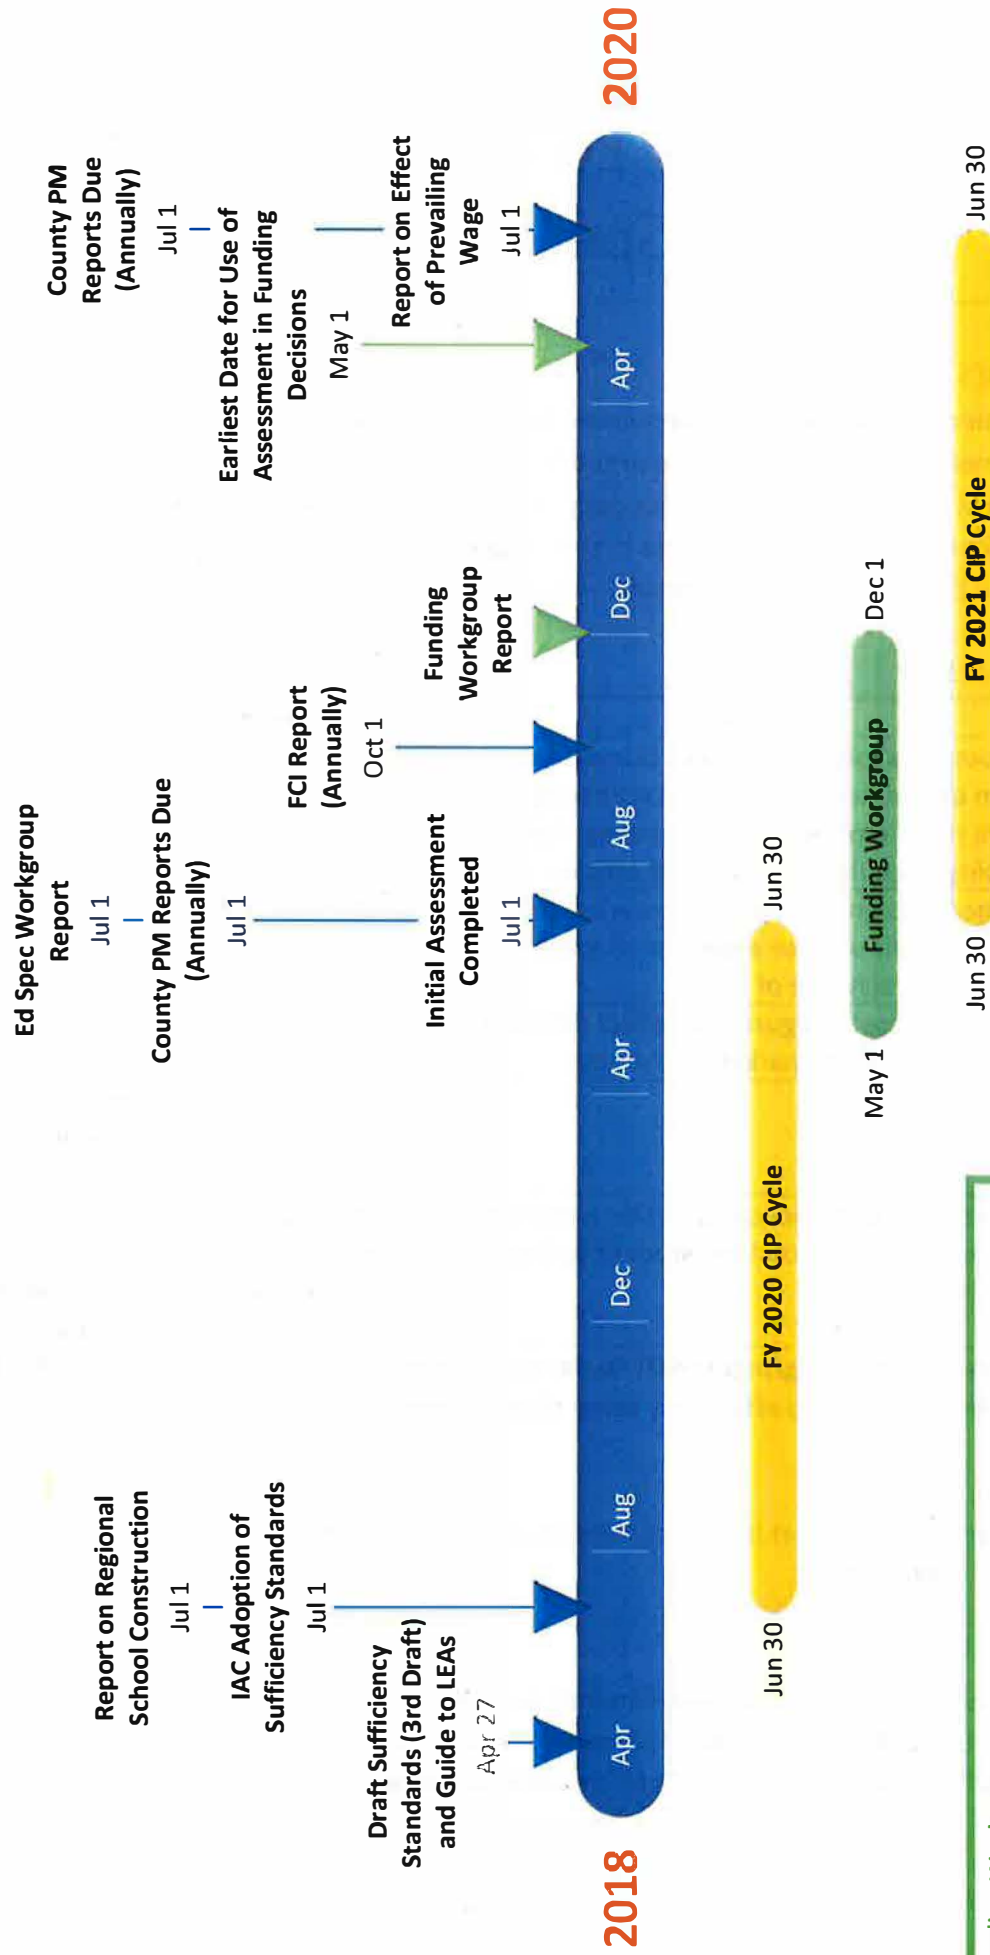 Report on Regional
School Construction
Jul 1
IAC Adoption of
Sufficiency Standards
Jul 1
Draft Sufficiency
Standards (3rd Draft)
and Guide to LEAs
Apr 27
Ed Spec Workgroup
Report
Jul 1
County PM Reports Due
(Annually)
Jul 1
Initial Assessment
Completed
Jul 1
FCI Report
(Annually)
Oct 1
Funding
Workgroup
Report
County PM
Reports Due
(Annually)
Jul 1
Earliest Date for Use of
Assessment in Funding
Decisions
May 1
Report on Effect
of Prevailing
Wage
Jul 1
2018
Apr
Aug
Dec
Apr
Aug
Dec
Apr
2020
Jun 30
FY 2020 CIP Cycle
Jun 30
May 1
Funding Workgroup
Dec 1
Jun 30
FY 2021 CIP Cycle
Jun 30